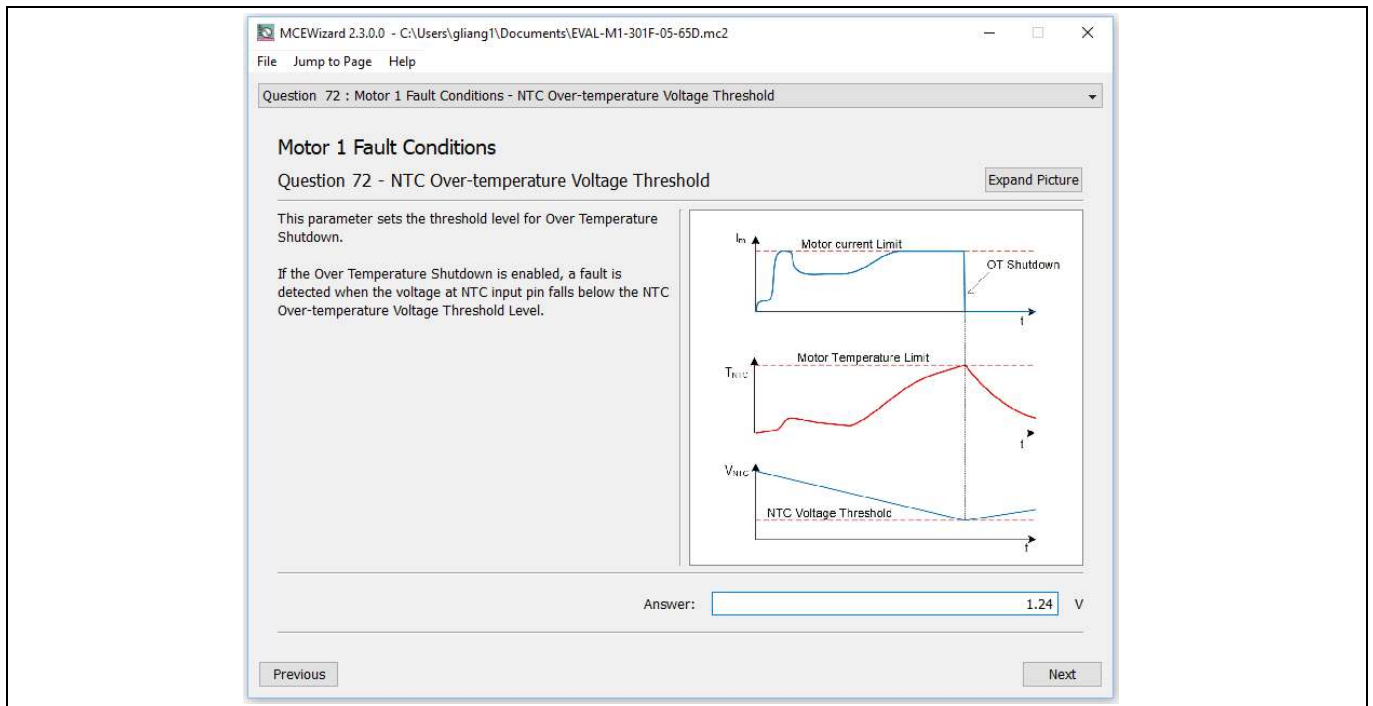 MCEWizard 2.3.0.0 - C:\Users\gliang1\Documents\EVAL-M1-301F-05-65D.mc2
File Jump to Page Help
Question 72 : Motor 1 Fault Conditions - NTC Over-temperature Voltage Threshold
Motor 1 Fault Conditions
Question 72 - NTC Over-temperature Voltage Threshold
Expand Picture
This parameter sets the threshold level for Over Temperature
Shutdown.
If the Over Temperature Shutdown is enabled, a fault is
detected when the voltage at NTC input pin falls below the NTC
Over-temperature Voltage Threshold Level.
Im
Motor current Limit
OT Shutdown
t
Motor Temperature Limit
TNTC
t
VNTC
NTC Voltage Threshold
t
Answer: 1.24 V
Previous
Next